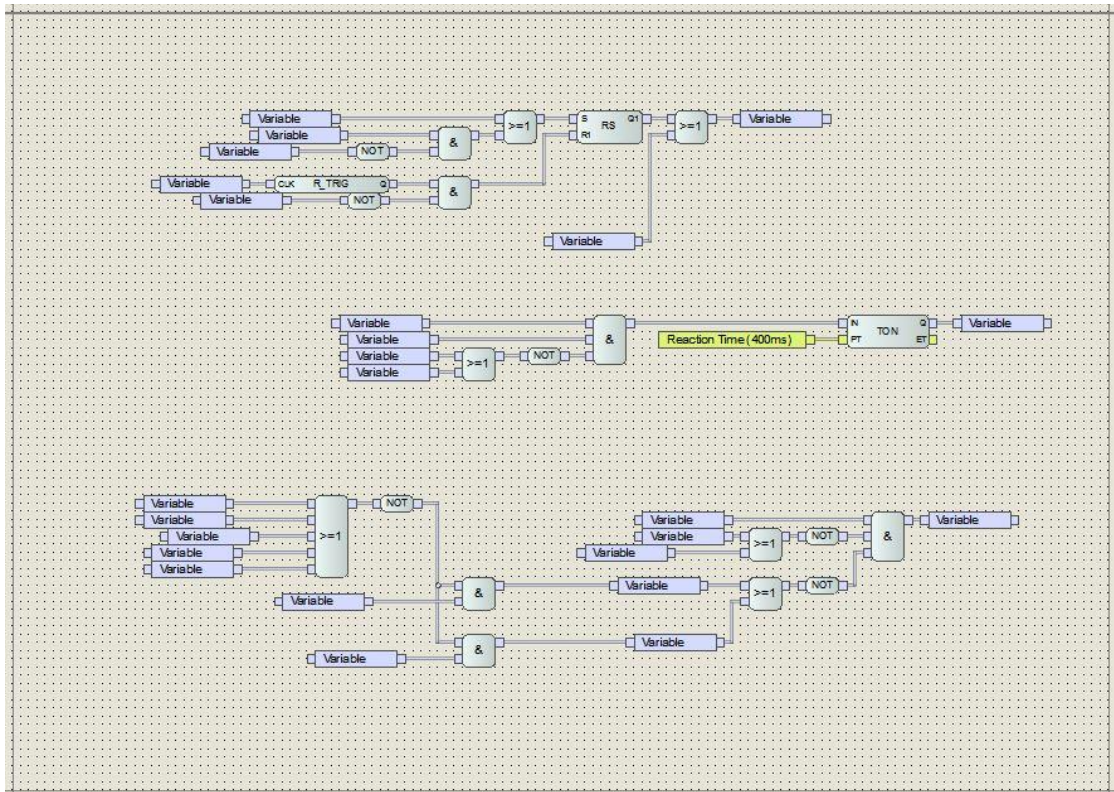 Variable
>=1
S RS Q1
>=1
Variable
Variable
&
R1
Variable
NOT
Variable
CLK R_TRIG Q
&
Variable
NOT
Variable
Variable
&
IN TON Q
Variable
Variable
Reaction Time (400ms)
PT ET
Variable
>=1
NOT
Variable
Variable
>=1
NOT
Variable
Variable
Variable
Variable
Variable
&
Variable
Variable
>=1
NOT
Variable
Variable
&
Variable
>=1
NOT
Variable
&
Variable
Variable